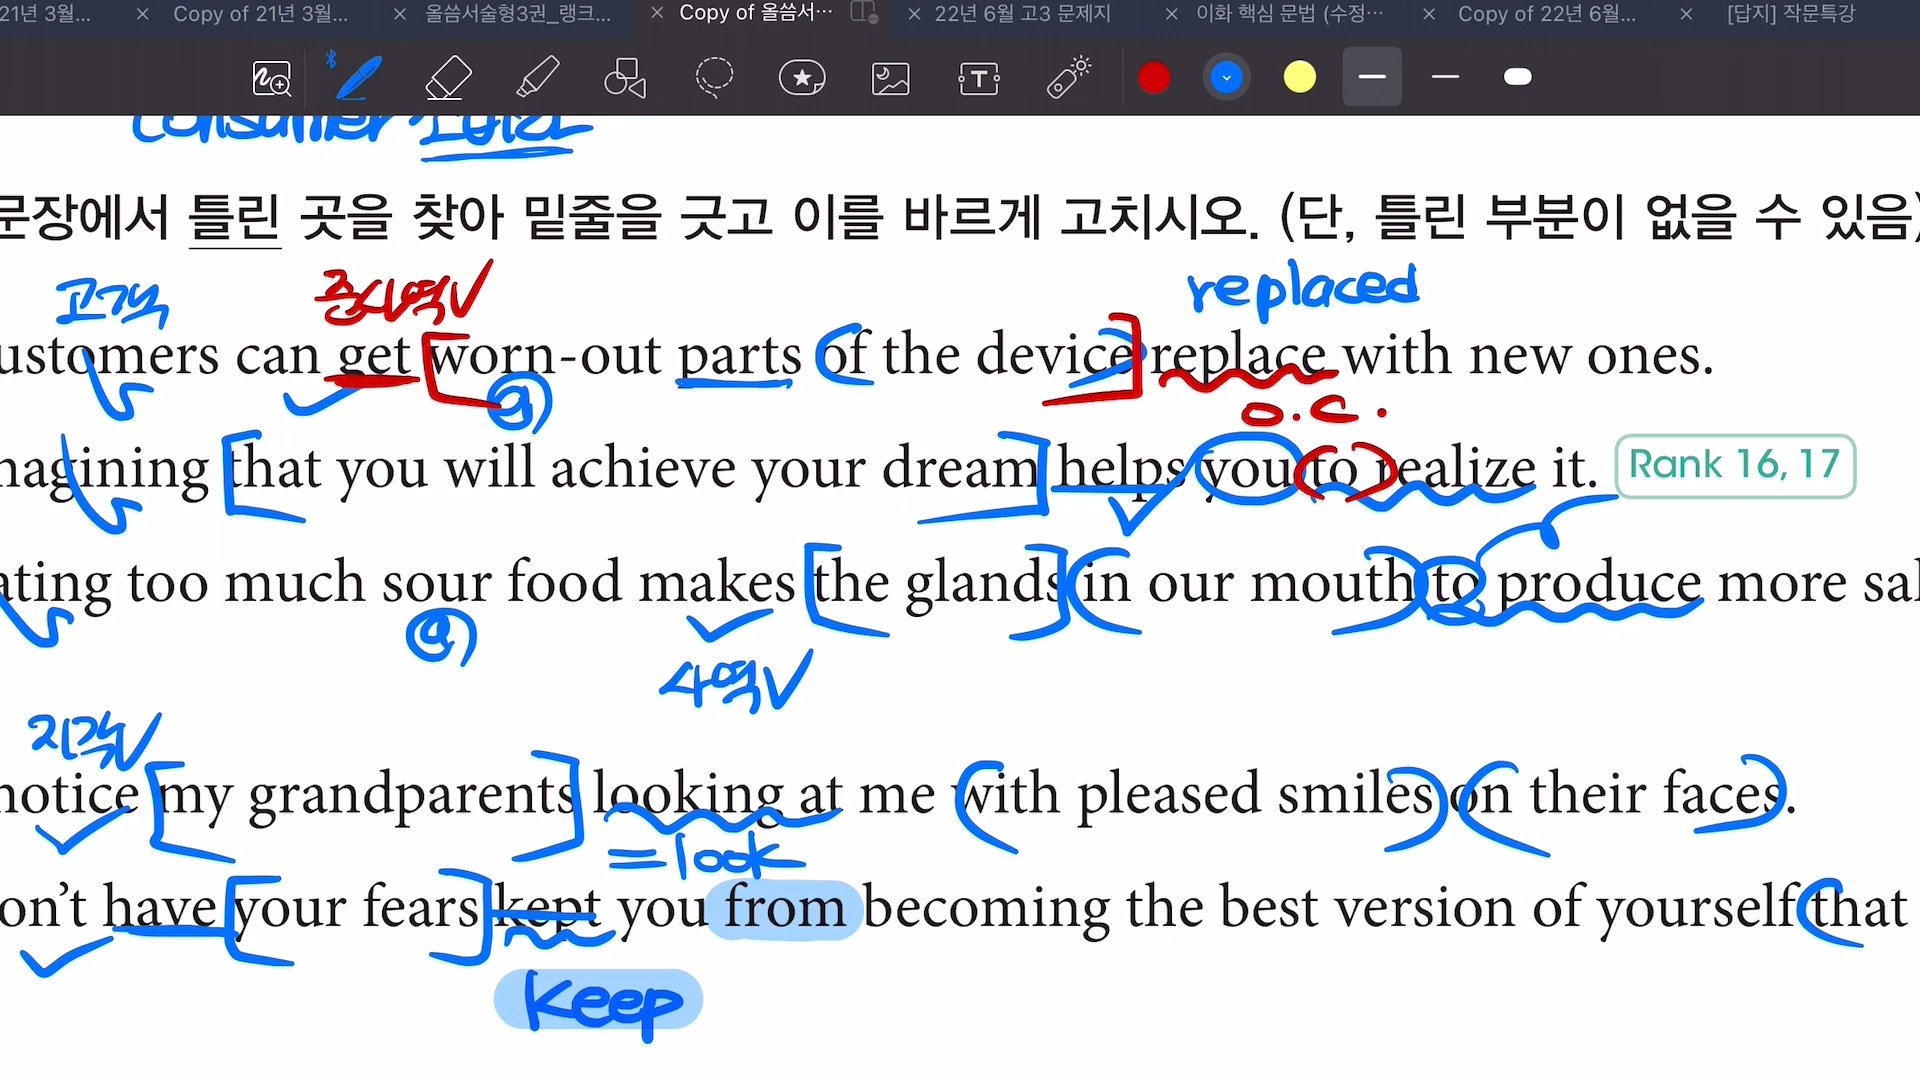 21년 3월... × Copy of 21년 3월... × 올씀서술형3권_랭크... × Copy of 올씀서... × 22년 6월 고3 문제지 × 이화 핵심 문법 (수정... × Copy of 22년 6월... × [답지] 작문특강
consumer 소비자
문장에서 틀린 곳을 찾아 밑줄을 긋고 이를 바르게 고치시오. (단, 틀린 부분이 없을 수 있음)
고객 준사역V replaced
ustomers can get worn-out parts of the device replace with new ones.
a) o.c.
magining that you will achieve your dream helps you to realize it. Rank 16, 17
ating too much sour food makes the glands in our mouth to produce more sal
a) 사역V
지각V
notice my grandparents looking at me with pleased smiles on their faces.
=look
on't have your fears kept you from becoming the best version of yourself that
keep